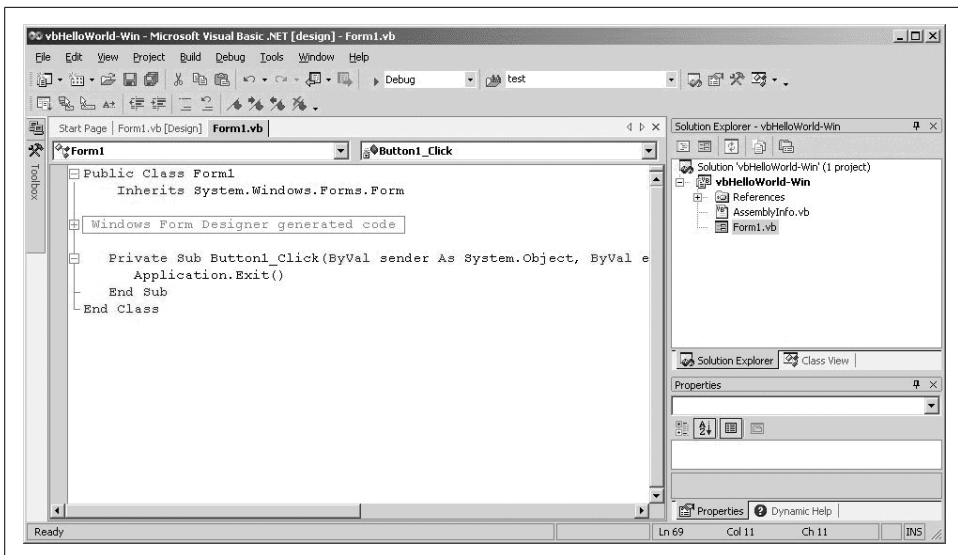 vbHelloWorld-Win - Microsoft Visual Basic .NET [design] - Form1.vb
File Edit View Project Build Debug Tools Window Help
Debug test
Start Page Form1.vb [Design] Form1.vb
Toolbox
Form1 Button1_Click
Public Class Form1
Inherits System.Windows.Forms.Form
Windows Form Designer generated code
Private Sub Button1_Click(ByVal sender As System.Object, ByVal e
Application.Exit()
End Sub
End Class
Solution Explorer - vbHelloWorld-Win
Solution 'vbHelloWorld-Win' (1 project)
vbHelloWorld-Win
References
AssemblyInfo.vb
Form1.vb
Solution Explorer Class View
Properties
Properties Dynamic Help
Ready Ln 69 Col 11 Ch 11 INS